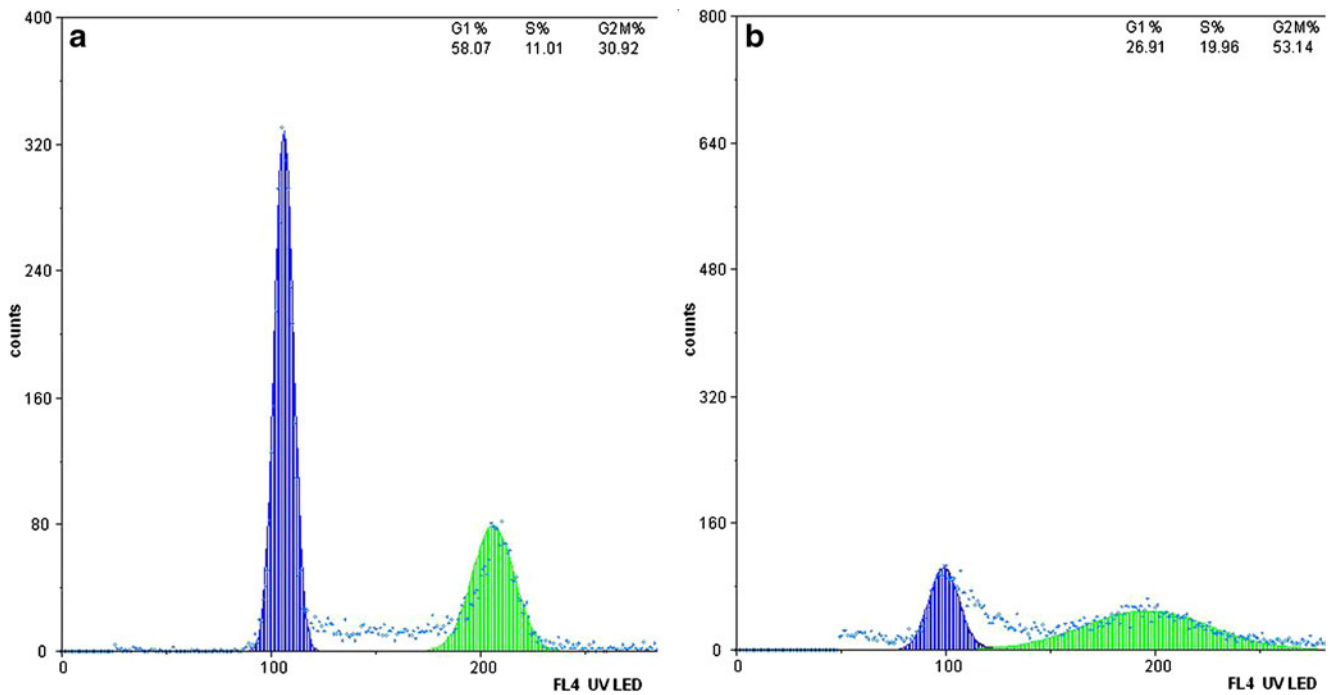 a
G1 % S% G2M%
58.07 11.01 30.92
400
320
240
160
80
0
counts
0 100 200
FL4 UV LED
b
G1 % S% G2M%
26.91 19.96 53.14
800
640
480
320
160
0
counts
0 100 200
FL4 UV LED